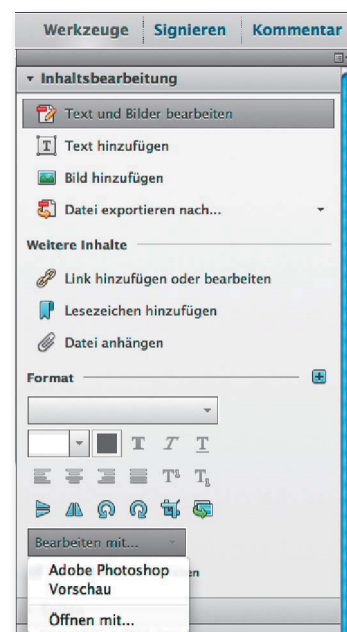 Werkzeuge Signieren Kommentar
Inhaltsbearbeitung
Text und Bilder bearbeiten
Text hinzufügen
Bild hinzufügen
Datei exportieren nach...
Weitere Inhalte
Link hinzufügen oder bearbeiten
Lesezeichen hinzufügen
Datei anhängen
Format
T T T
Bearbeiten mit...
Adobe Photoshop
Vorschau
Öffnen mit...